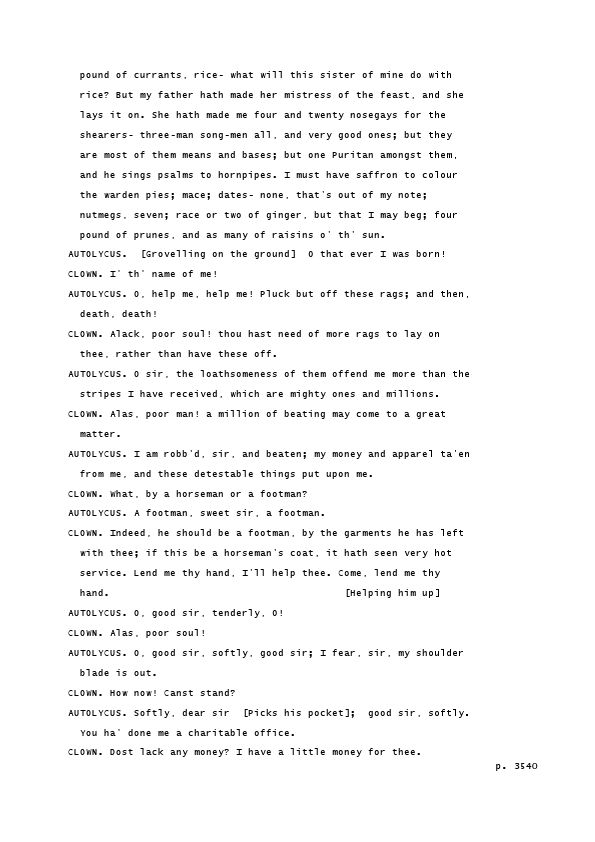 pound of currants, rice- what will this sister of mine do with
rice? But my father hath made her mistress of the feast, and she
lays it on. She hath made me four and twenty nosegays for the
shearers- three-man song-men all, and very good ones; but they
are most of them means and bases; but one Puritan amongst them,
and he sings psalms to hornpipes. I must have saffron to colour
the warden pies; mace; dates- none, that's out of my note;
nutmegs, seven; race or two of ginger, but that I may beg; four
pound of prunes, and as many of raisins o' th' sun.
AUTOLYCUS.  [Grovelling on the ground]  O that ever I was born!
CLOWN. I' th' name of me!
AUTOLYCUS. O, help me, help me! Pluck but off these rags; and then,
death, death!
CLOWN. Alack, poor soul! thou hast need of more rags to lay on
thee, rather than have these off.
AUTOLYCUS. O sir, the loathsomeness of them offend me more than the
stripes I have received, which are mighty ones and millions.
CLOWN. Alas, poor man! a million of beating may come to a great
matter.
AUTOLYCUS. I am robb'd, sir, and beaten; my money and apparel ta'en
from me, and these detestable things put upon me.
CLOWN. What, by a horseman or a footman?
AUTOLYCUS. A footman, sweet sir, a footman.
CLOWN. Indeed, he should be a footman, by the garments he has left
with thee; if this be a horseman's coat, it hath seen very hot
service. Lend me thy hand, I'll help thee. Come, lend me thy
hand.                                       [Helping him up]
AUTOLYCUS. O, good sir, tenderly, O!
CLOWN. Alas, poor soul!
AUTOLYCUS. O, good sir, softly, good sir; I fear, sir, my shoulder
blade is out.
CLOWN. How now! Canst stand?
AUTOLYCUS. Softly, dear sir  [Picks his pocket];  good sir, softly.
You ha' done me a charitable office.
CLOWN. Dost lack any money? I have a little money for thee.
p. 3540